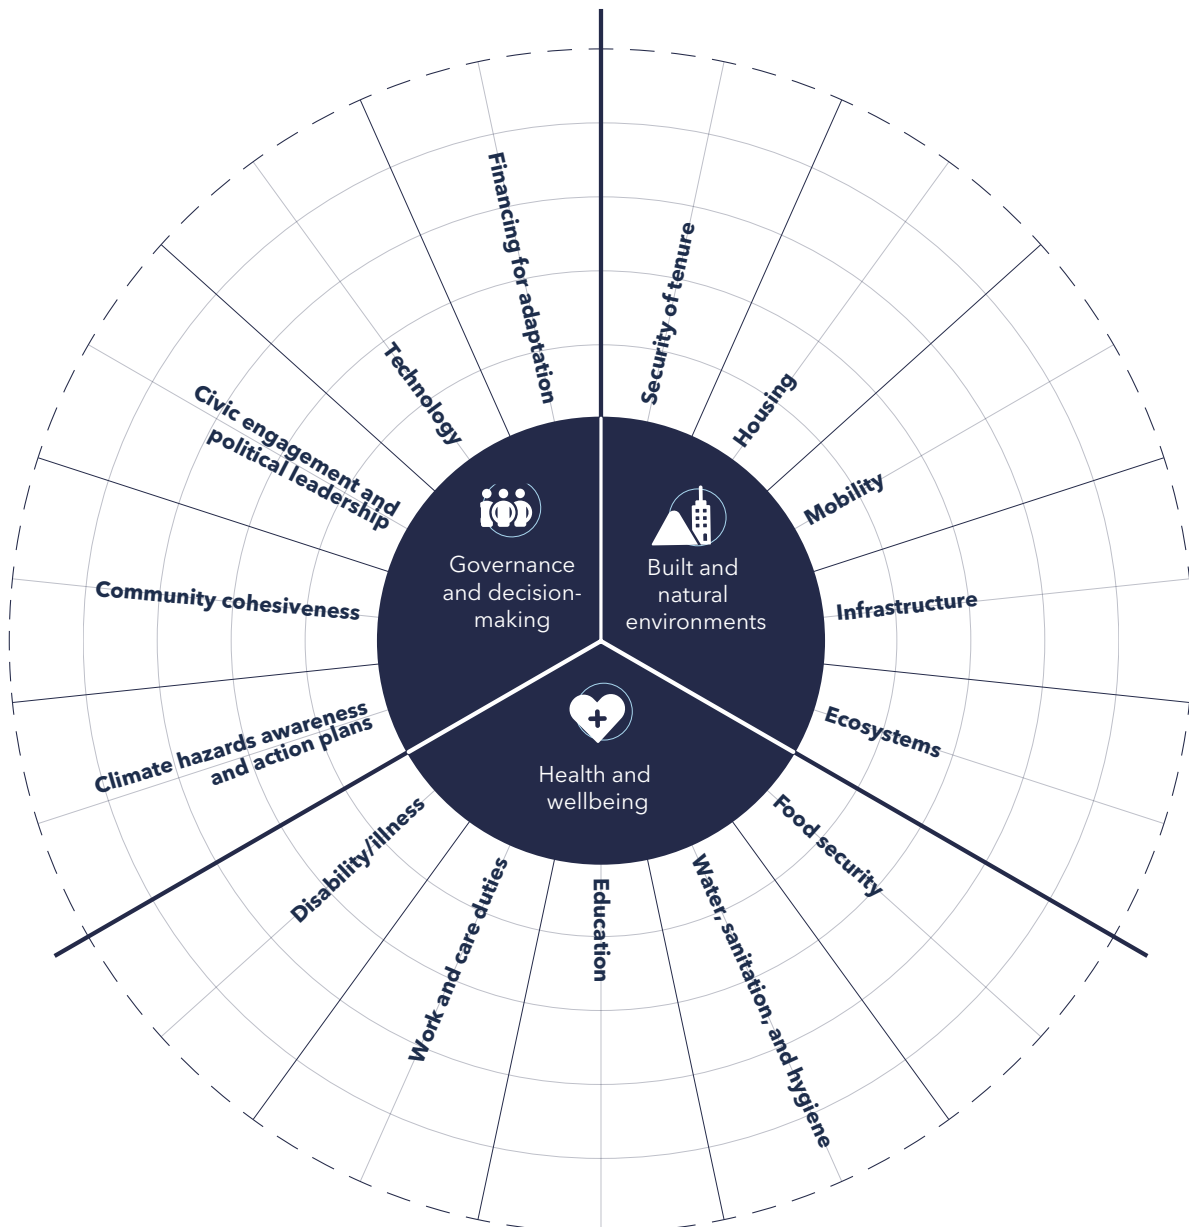 Governance
and decision-
making
Built and
natural
environments
Health and
wellbeing
Security of tenure
Housing
Mobility
Infrastructure
Ecosystems
Food security
Water, sanitation, and hygiene
Education
Work and care duties
Disability/illness
Climate hazards awareness
and action plans
Community cohesiveness
Civic engagement and
political leadership
Technology
Financing for adaptation